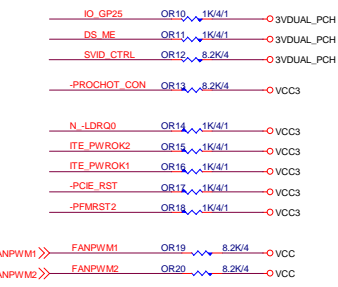 IO_GP25 OR10 1K/4/1 3VDUAL_PCH
DS_ME OR11 1K/4/1 3VDUAL_PCH
SVID_CTRL OR12 8.2K/4 3VDUAL_PCH
-PROCHOT_CON OR13 8.2K/4 VCC3
N_-LDRQ0 OR14 1K/4/1 VCC3
ITE_PWROK2 OR15 1K/4/1 VCC3
ITE_PWROK1 OR16 1K/4/1 VCC3
-PCIE_RST OR17 1K/4/1 VCC3
-PFMRST2 OR18 1K/4/1 VCC3
ANPWM1 FANPWM1 OR19 8.2K/4 VCC
ANPWM2 FANPWM2 OR20 8.2K/4 VCC